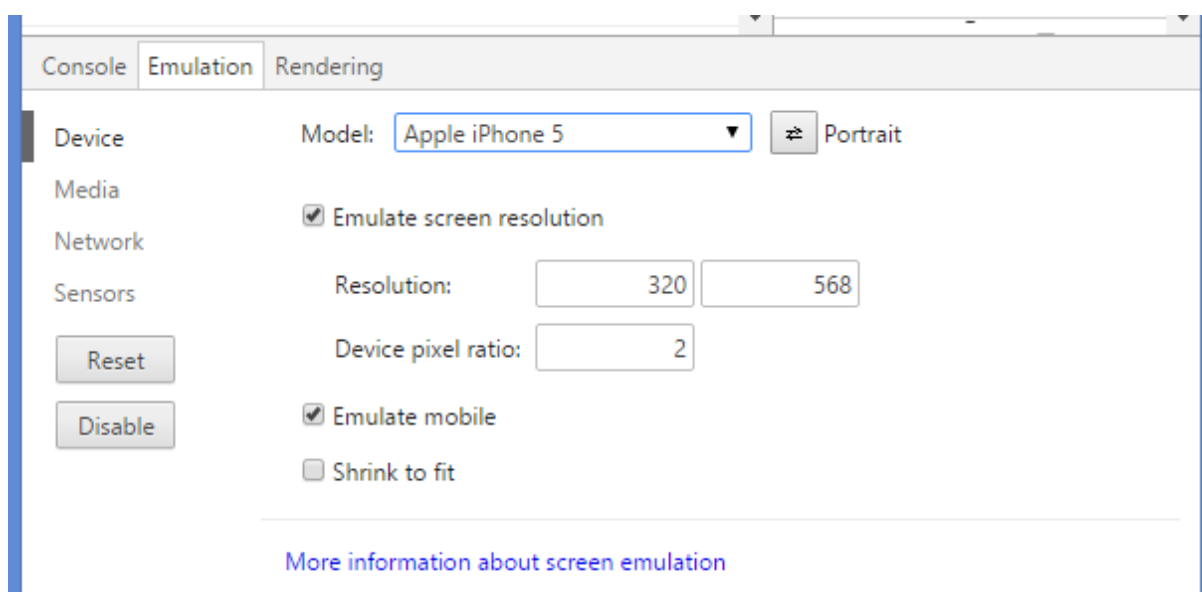 Console Emulation Rendering
Device
Model: Apple iPhone 5 Portrait
Media
Emulate screen resolution
Network
Resolution: 320 568
Sensors
Device pixel ratio: 2
Reset
Emulate mobile
Disable
Shrink to fit
More information about screen emulation